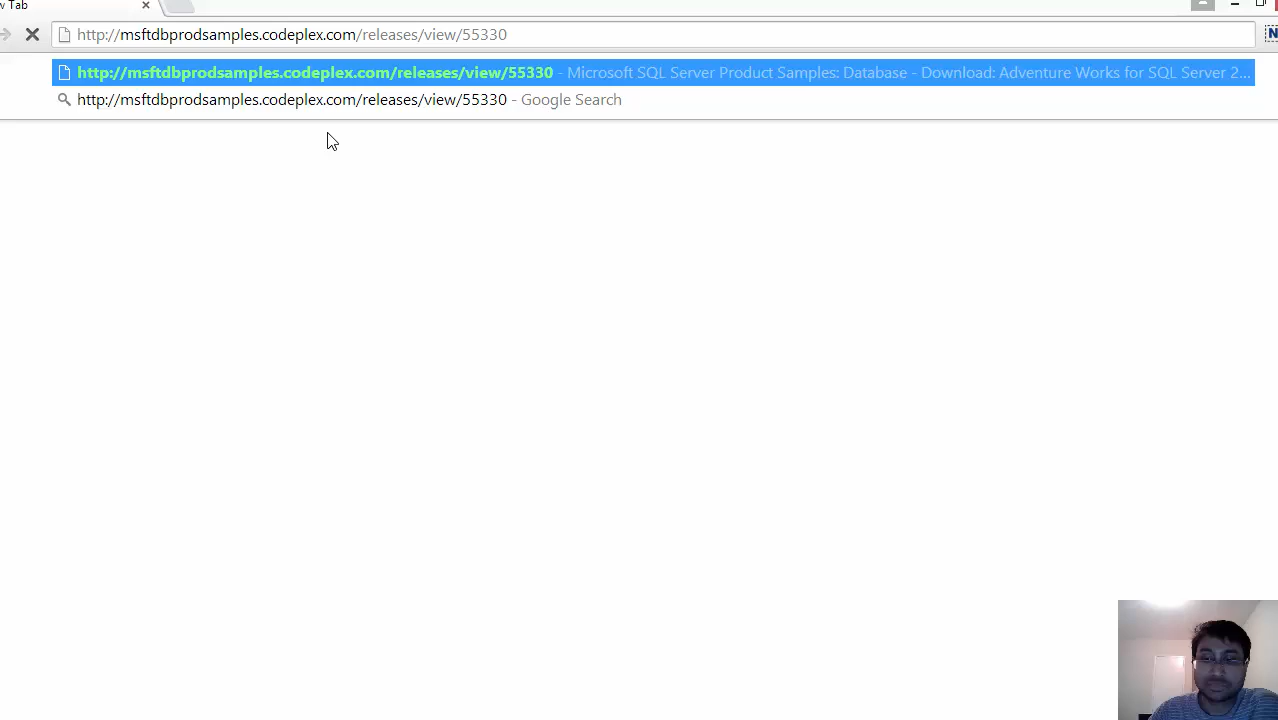 w Tab
http://msftdbprodsamples.codeplex.com/releases/view/55330
http://msftdbprodsamples.codeplex.com/releases/view/55330 - Microsoft SQL Server Product Samples: Database - Download: Adventure Works for SQL Server 2...
http://msftdbprodsamples.codeplex.com/releases/view/55330 - Google Search
N